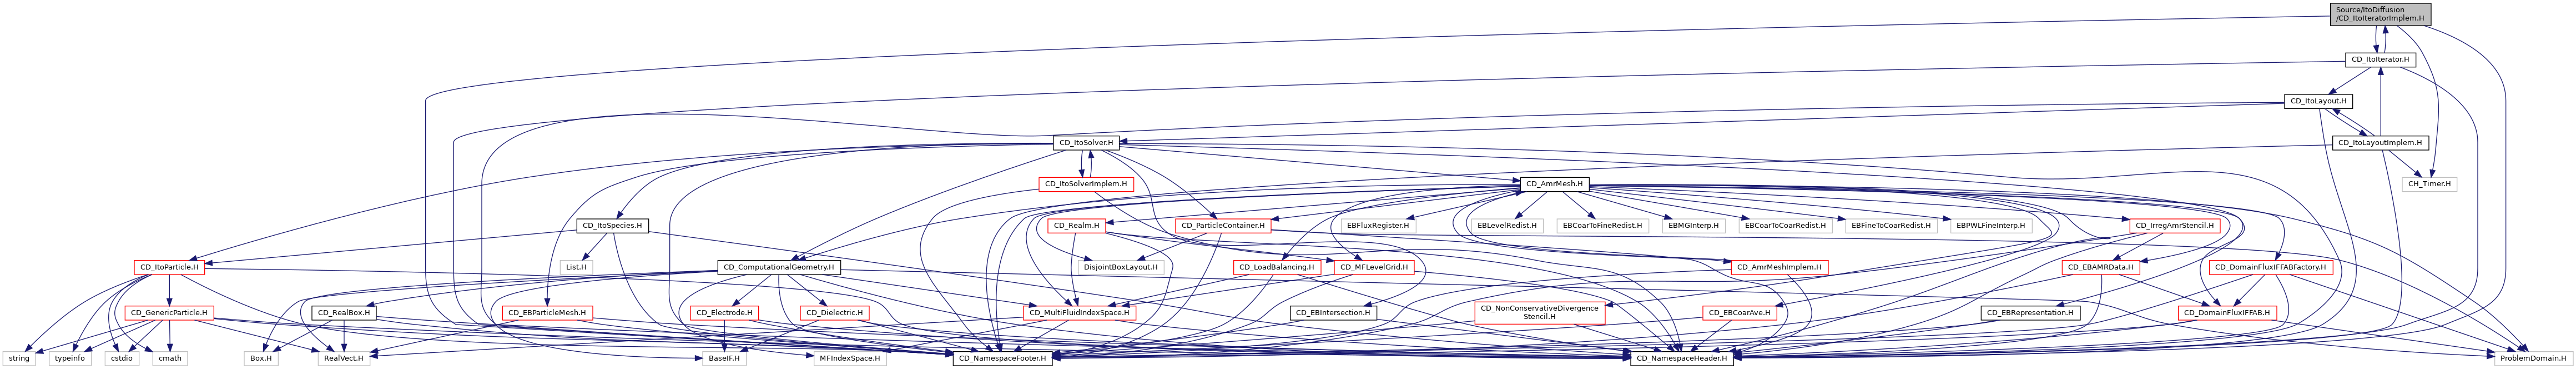 Source/ItoDiffusion
/CD_ItoIteratorImplem.H
CD_ItoIterator.H
CD_ItoLayout.H
CD_ItoSolver.H
CD_ItoLayoutImplem.H
CD_ItoSolverImplem.H
CD_AmrMesh.H
CH_Timer.H
CD_ItoSpecies.H
CD_Realm.H
CD_ParticleContainer.H
EBFluxRegister.H
EBLevelRedist.H
EBCoarToFineRedist.H
EBMGInterp.H
EBCoarToCoarRedist.H
EBFineToCoarRedist.H
EBPWLFineInterp.H
CD_IrregAmrStencil.H
CD_ItoParticle.H
List.H
CD_ComputationalGeometry.H
DisjointBoxLayout.H
CD_LoadBalancing.H
CD_MFLevelGrid.H
CD_AmrMeshImplem.H
CD_EBAMRData.H
CD_DomainFluxIFFABFactory.H
CD_GenericParticle.H
CD_RealBox.H
CD_EBParticleMesh.H
CD_Electrode.H
CD_Dielectric.H
CD_MultiFluidIndexSpace.H
CD_EBIntersection.H
CD_NonConservativeDivergence
Stencil.H
CD_EBCoarAve.H
CD_EBRepresentation.H
CD_DomainFluxIFFAB.H
string
typeinfo
cstdio
cmath
Box.H
RealVect.H
BaseIF.H
MFIndexSpace.H
CD_NamespaceFooter.H
CD_NamespaceHeader.H
ProblemDomain.H